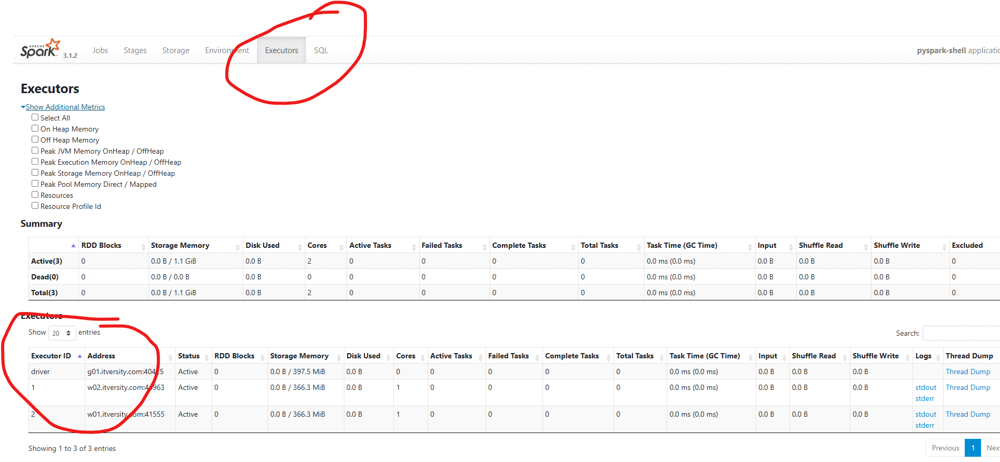 APACHE Spark 3.1.2 Jobs Stages Storage Environment Executors SQL pyspark-shell applicatio
Executors
Show Additional Metrics
Select All
On Heap Memory
Off Heap Memory
Peak JVM Memory OnHeap / OffHeap
Peak Execution Memory OnHeap / OffHeap
Peak Storage Memory OnHeap / OffHeap
Peak Pool Memory Direct / Mapped
Resources
Resource Profile Id
Summary
RDD Blocks Storage Memory Disk Used Cores Active Tasks Failed Tasks Complete Tasks Total Tasks Task Time (GC Time) Input Shuffle Read Shuffle Write Excluded
Active(3) 0 0.0 B / 1.1 GiB 0.0 B 2 0 0 0 0 0.0 ms (0.0 ms) 0.0 B 0.0 B 0.0 B 0
Dead(0) 0 0.0 B / 0.0 B 0.0 B 0 0 0 0 0 0.0 ms (0.0 ms) 0.0 B 0.0 B 0.0 B 0
Total(3) 0 0.0 B / 1.1 GiB 0.0 B 2 0 0 0 0 0.0 ms (0.0 ms) 0.0 B 0.0 B 0.0 B 0
Executors
Show 20 entries Search:
Executor ID Address Status RDD Blocks Storage Memory Disk Used Cores Active Tasks Failed Tasks Complete Tasks Total Tasks Task Time (GC Time) Input Shuffle Read Shuffle Write Logs Thread Dump
driver g01.itversity.com Active 0 0.0 B / 397.5 MiB 0.0 B 0 0 0 0 0 0.0 ms (0.0 ms) 0.0 B 0.0 B 0.0 B Thread Dump
1 w02.itversity.com Active 0 0.0 B / 366.3 MiB 0.0 B 1 0 0 0 0 0.0 ms (0.0 ms) 0.0 B 0.0 B 0.0 B stdout Thread Dump
stderr
2 w01.itversity.com:41555 Active 0 0.0 B / 366.3 MiB 0.0 B 1 0 0 0 0 0.0 ms (0.0 ms) 0.0 B 0.0 B 0.0 B stdout Thread Dump
stderr
Showing 1 to 3 of 3 entries Previous 1 Nex